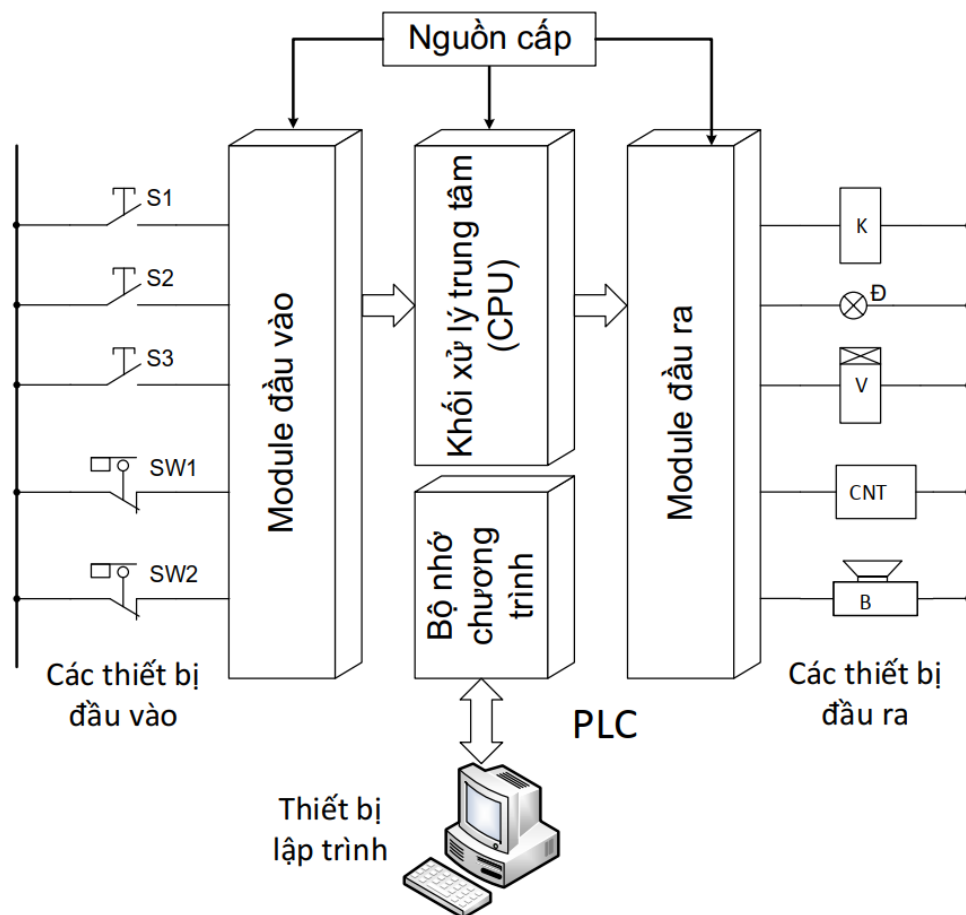 Nguồn cấp
S1
S2
S3
SW1
SW2
Module đầu vào
Khối xử lý trung tâm
(CPU)
Bộ nhớ
chương
trình
Module đầu ra
K
Đ
V
CNT
B
Các thiết bị
đầu vào
PLC
Các thiết bị
đầu ra
Thiết bị
lập trình